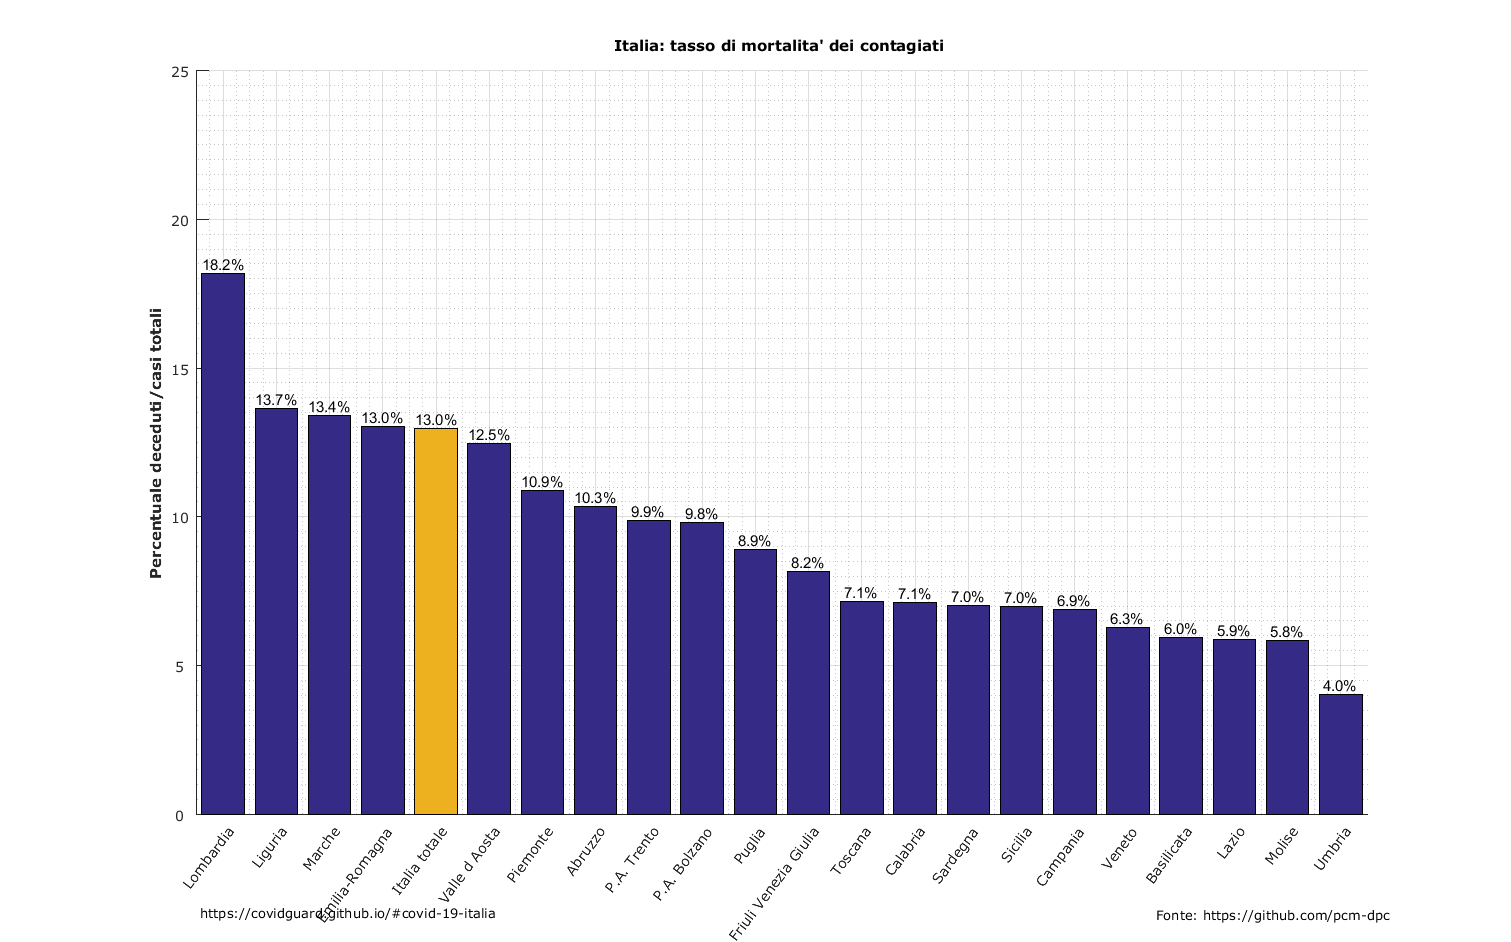 Italia: tasso di mortalita' dei contagiati
Percentuale deceduti/casi totali
25
20
15
10
5
0
18.2%
13.7%
13.4%
13.0%
13.0%
12.5%
10.9%
10.3%
9.9%
9.8%
8.9%
8.2%
7.1%
7.1%
7.0%
7.0%
6.9%
6.3%
6.0%
5.9%
5.8%
4.0%
Lombardia
Liguria
Marche
Emilia-Romagna
Italia totale
Valle d Aosta
Piemonte
Abruzzo
P.A. Trento
P.A. Bolzano
Puglia
Friuli Venezia Giulia
Toscana
Calabria
Sardegna
Sicilia
Campania
Veneto
Basilicata
Lazio
Molise
Umbria
https://covidguard.github.io/#covid-19-italia
Fonte: https://github.com/pcm-dpc